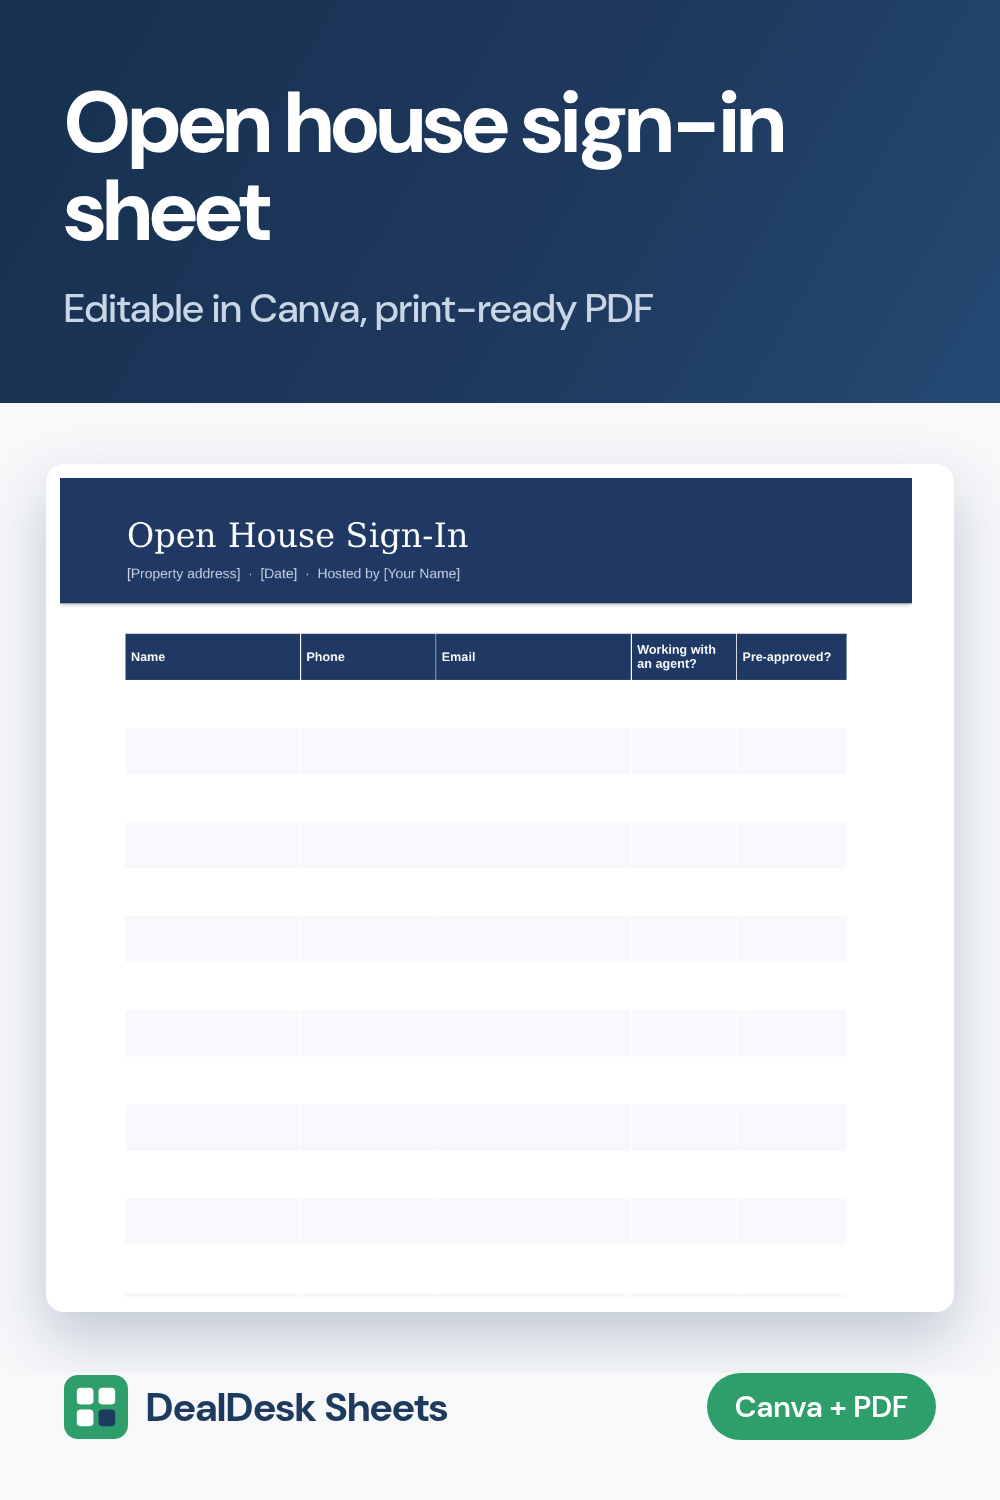 Open house sign-in
sheet
Editable in Canva, print-ready PDF
Open House Sign-In
[Property address] · [Date] · Hosted by [Your Name]
Name Phone Email Working with an agent? Pre-approved?
DealDesk Sheets
Canva + PDF